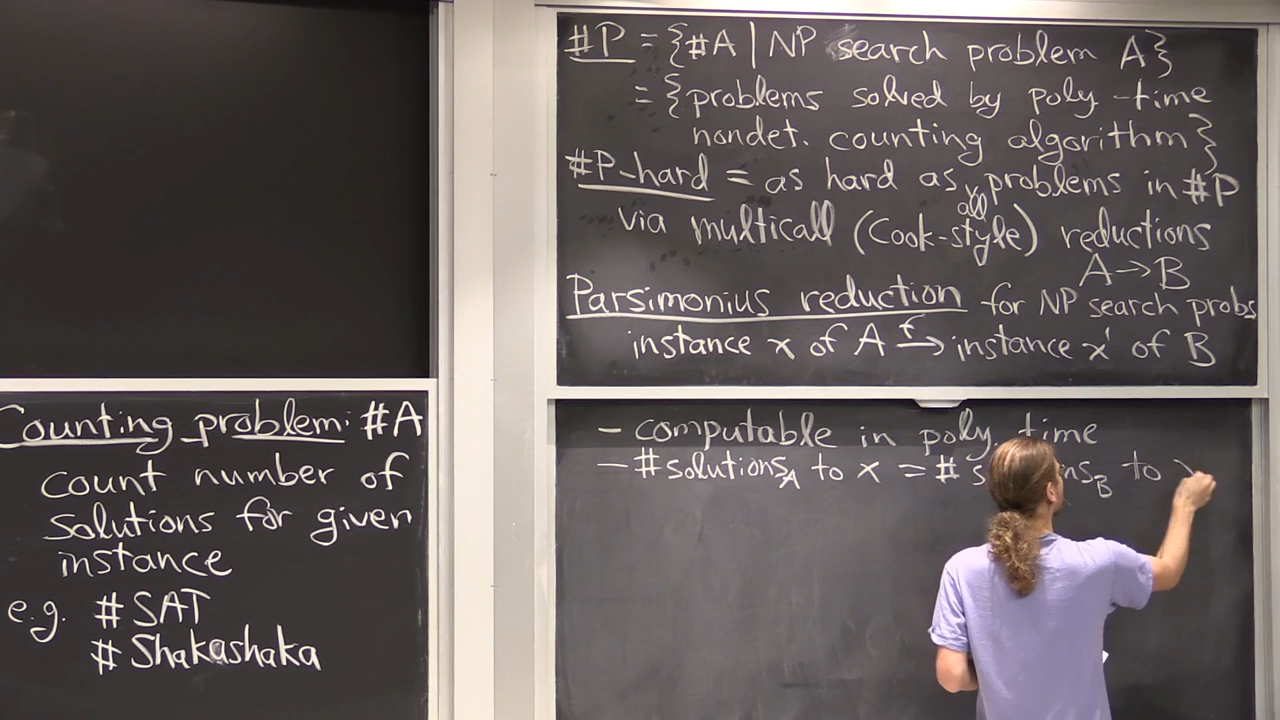 Counting problem: #A
count number of
solutions for given
instance
e.g. #SAT
#Shakashaka
#P = {#A | NP search problem A}
= {problems solved by poly-time
nondet. counting algorithm}
#P-hard = as hard as all problems in #P
via multicall (Cook-style) reductions
A → B
Parsimonius reduction for NP search probs
instance x of A f→ instance x' of B
- computable in poly. time
- # solutions_A to x = # to